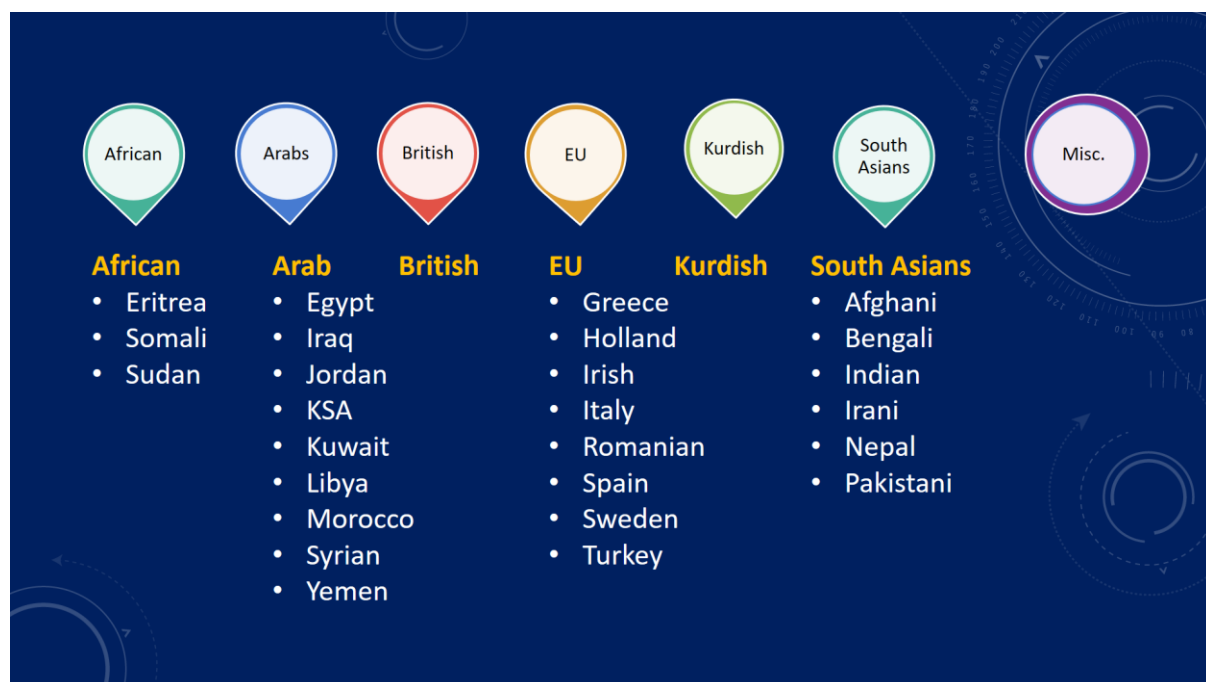 African
Arabs
British
EU
Kurdish
South
Asians
Misc.
African
• Eritrea
• Somali
• Sudan
Arab
• Egypt
• Iraq
• Jordan
• KSA
• Kuwait
• Libya
• Morocco
• Syrian
• Yemen
British
EU
• Greece
• Holland
• Irish
• Italy
• Romanian
• Spain
• Sweden
• Turkey
Kurdish
South Asians
• Afghani
• Bengali
• Indian
• Irani
• Nepal
• Pakistani